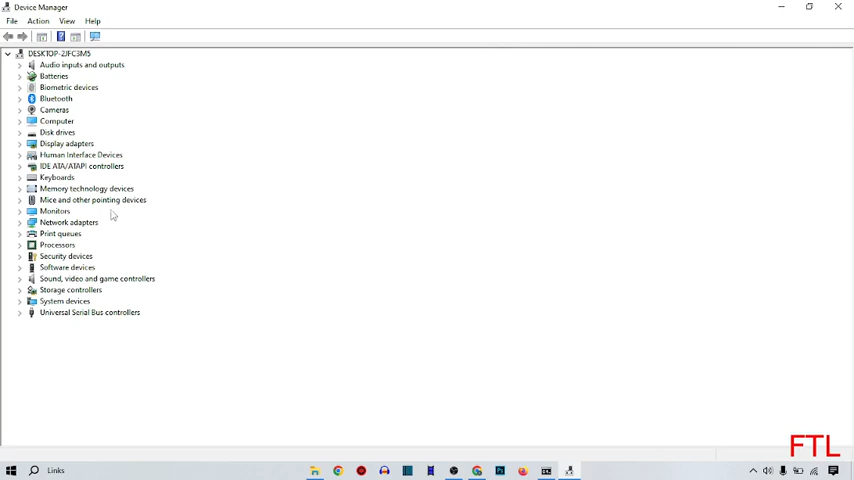 Device Manager
File Action View Help
DESKTOP-2JFC3M5
Audio inputs and outputs
Batteries
Biometric devices
Bluetooth
Cameras
Computer
Disk drives
Display adapters
Human Interface Devices
IDE ATA/ATAPI controllers
Keyboards
Memory technology devices
Mice and other pointing devices
Monitors
Network adapters
Print queues
Processors
Security devices
Software devices
Sound, video and game controllers
Storage controllers
System devices
Universal Serial Bus controllers
FTL
Links